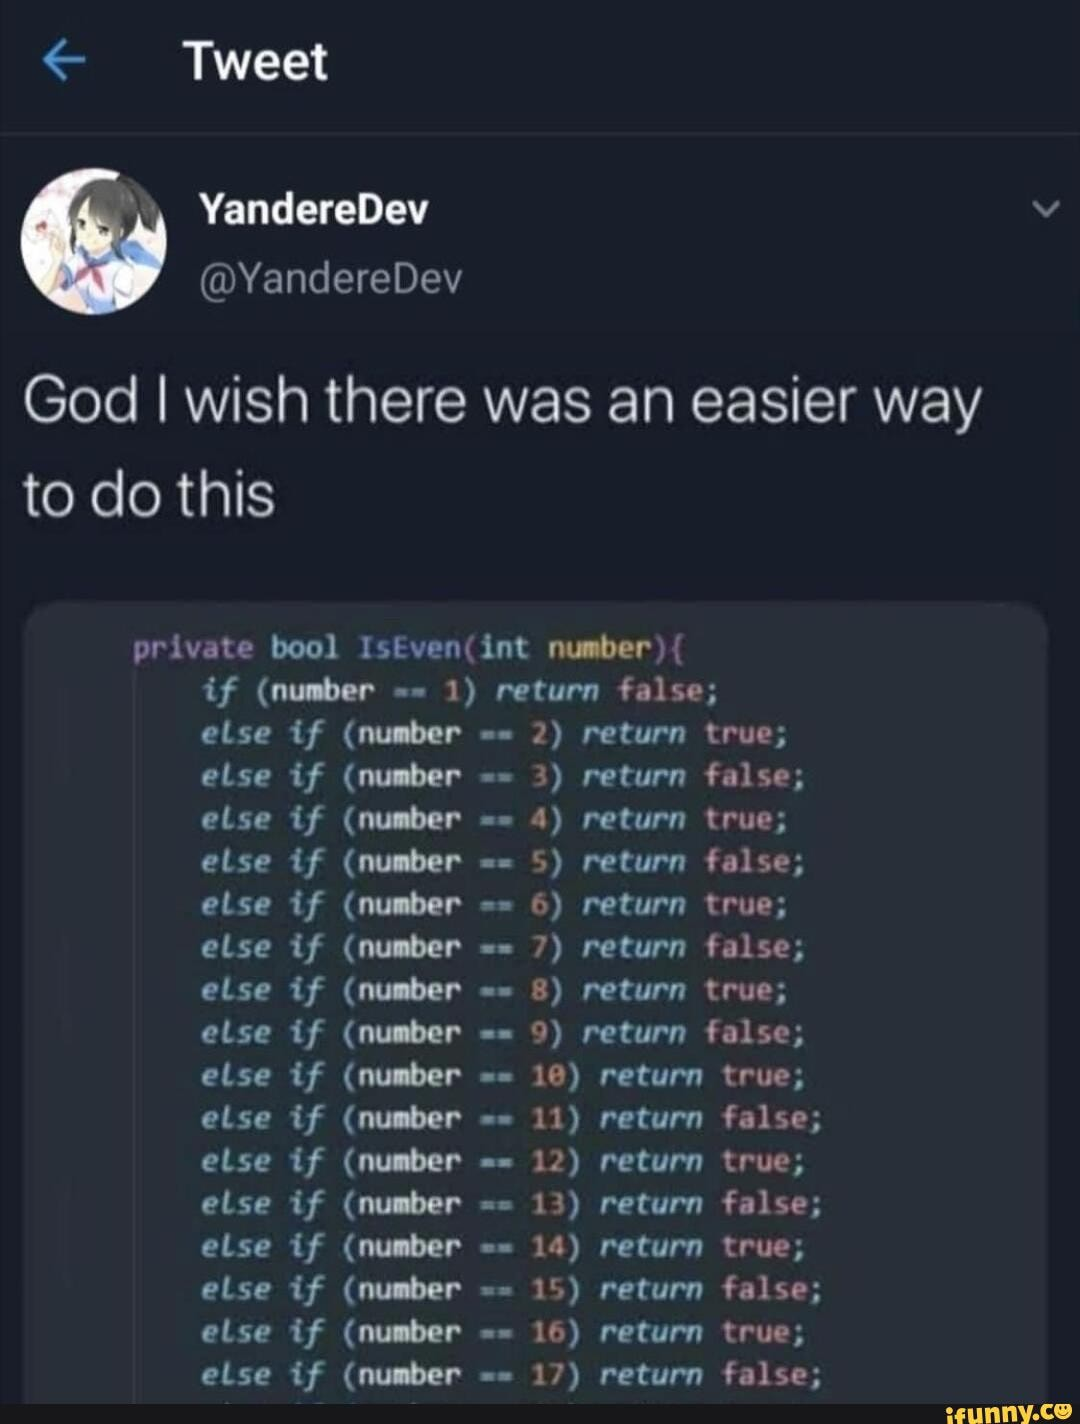 Tweet
YandereDev
@YandereDev
God I wish there was an easier way
to do this
private bool IsEven(int number){
if (number == 1) return false;
else if (number == 2) return true;
else if (number == 3) return false;
else if (number == 4) return true;
else if (number == 5) return false;
else if (number == 6) return true;
else if (number == 7) return false;
else if (number == 8) return true;
else if (number == 9) return false;
else if (number == 10) return true;
else if (number == 11) return false;
else if (number == 12) return true;
else if (number == 13) return false;
else if (number == 14) return true;
else if (number == 15) return false;
else if (number == 16) return true;
else if (number == 17) return false;
ifunny.co